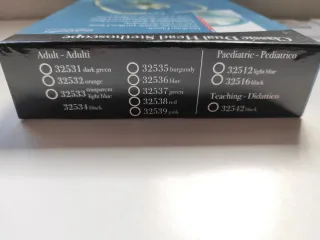 Classic Dual Head Stethoscope
Adult - Adulti
32531 dark green
32532 orange
32533 trasparent
light blue
32534 black
32535 burgundy
32536 blue
32537 green
32538 red
32539 pink
Paediatric - Pediatrico
32512 light blue
32516 black
Teaching - Didattico
32542 black